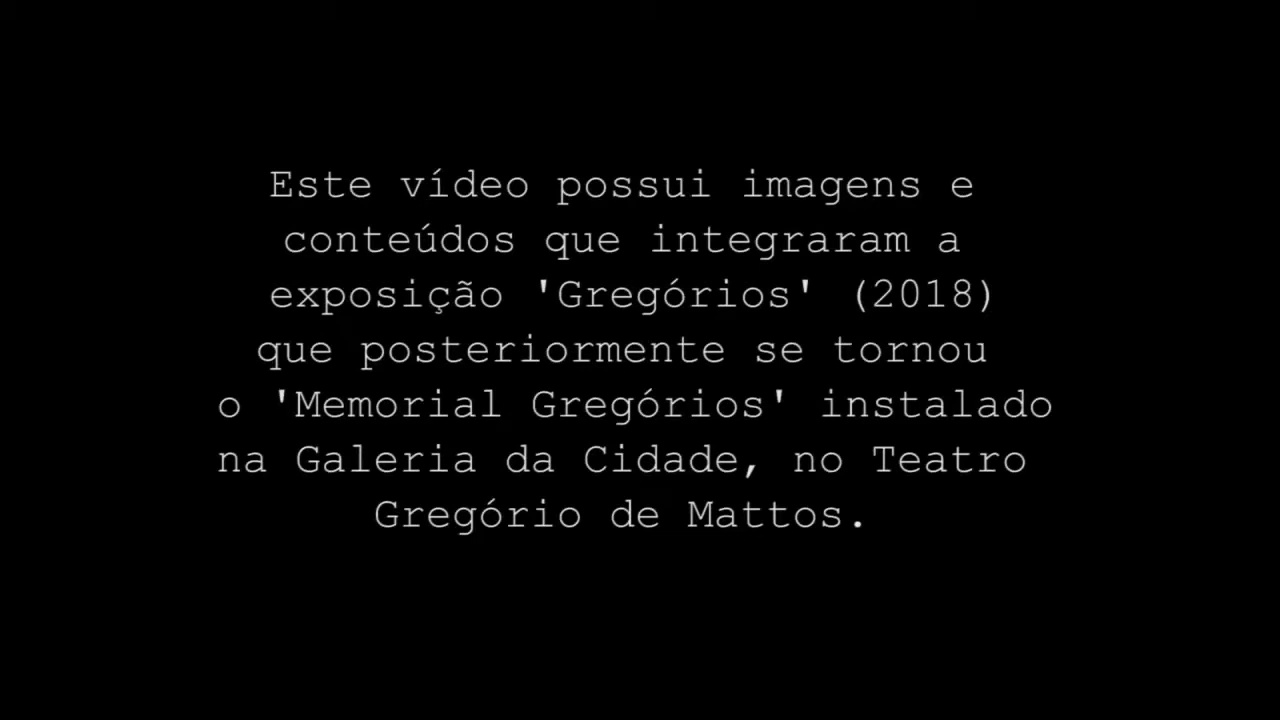 Este vídeo possui imagens e
conteúdos que integraram a
exposição 'Gregórios' (2018)
que posteriormente se tornou
o 'Memorial Gregórios' instalado
na Galeria da Cidade, no Teatro
Gregório de Mattos.